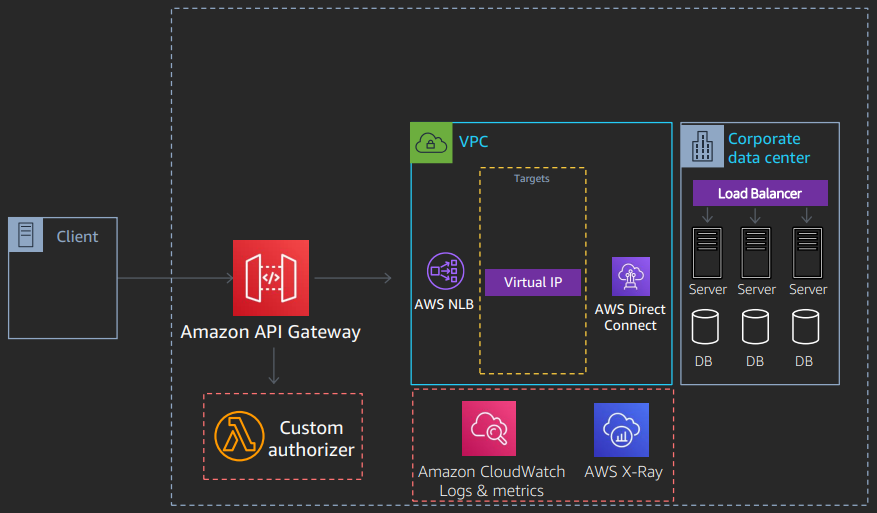 Client
Amazon API Gateway
Custom
authorizer
VPC
Targets
AWS NLB
Virtual IP
AWS Direct
Connect
Amazon CloudWatch
Logs & metrics
AWS X-Ray
Corporate
data center
Load Balancer
Server Server Server
DB DB DB